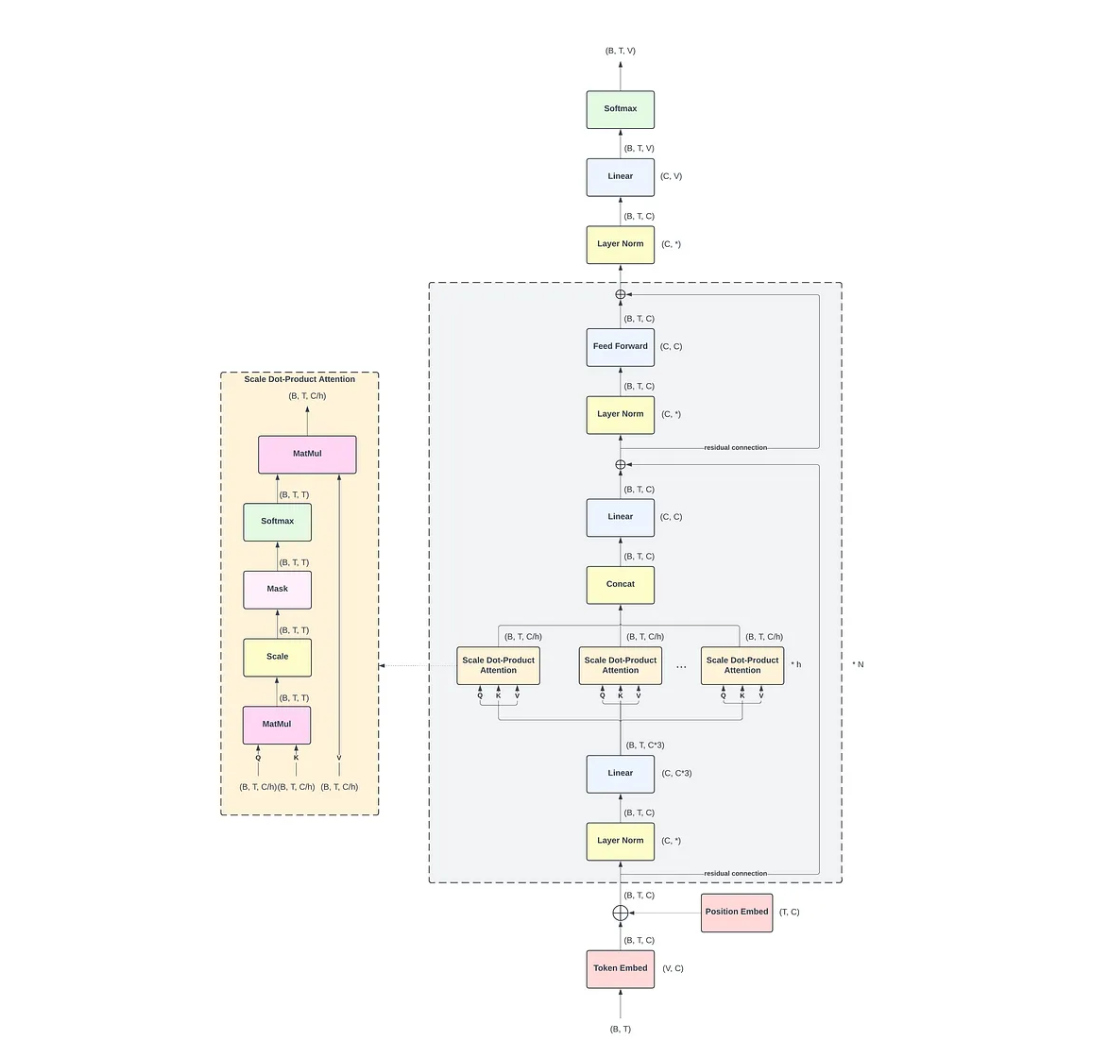 (B, T, V)
Softmax
(B, T, V)
Linear (C, V)
(B, T, C)
Layer Norm (C, *)
(B, T, C)
Feed Forward (C, C)
(B, T, C)
Layer Norm (C, *)
residual connection
(B, T, C)
Linear (C, C)
(B, T, C)
Concat
(B, T, C/h) (B, T, C/h) (B, T, C/h)
Scale Dot-Product
Attention
Scale Dot-Product
Attention
...
Scale Dot-Product
Attention
* h
* N
Q K V Q K V Q K V
(B, T, C*3)
Linear (C, C*3)
(B, T, C)
Layer Norm (C, *)
residual connection
(B, T, C)
Position Embed (T, C)
(B, T, C)
Token Embed (V, C)
(B, T)
Scale Dot-Product Attention
(B, T, C/h)
MatMul
(B, T, T)
Softmax
(B, T, T)
Mask
(B, T, T)
Scale
(B, T, T)
MatMul
Q K V
(B, T, C/h) (B, T, C/h) (B, T, C/h)